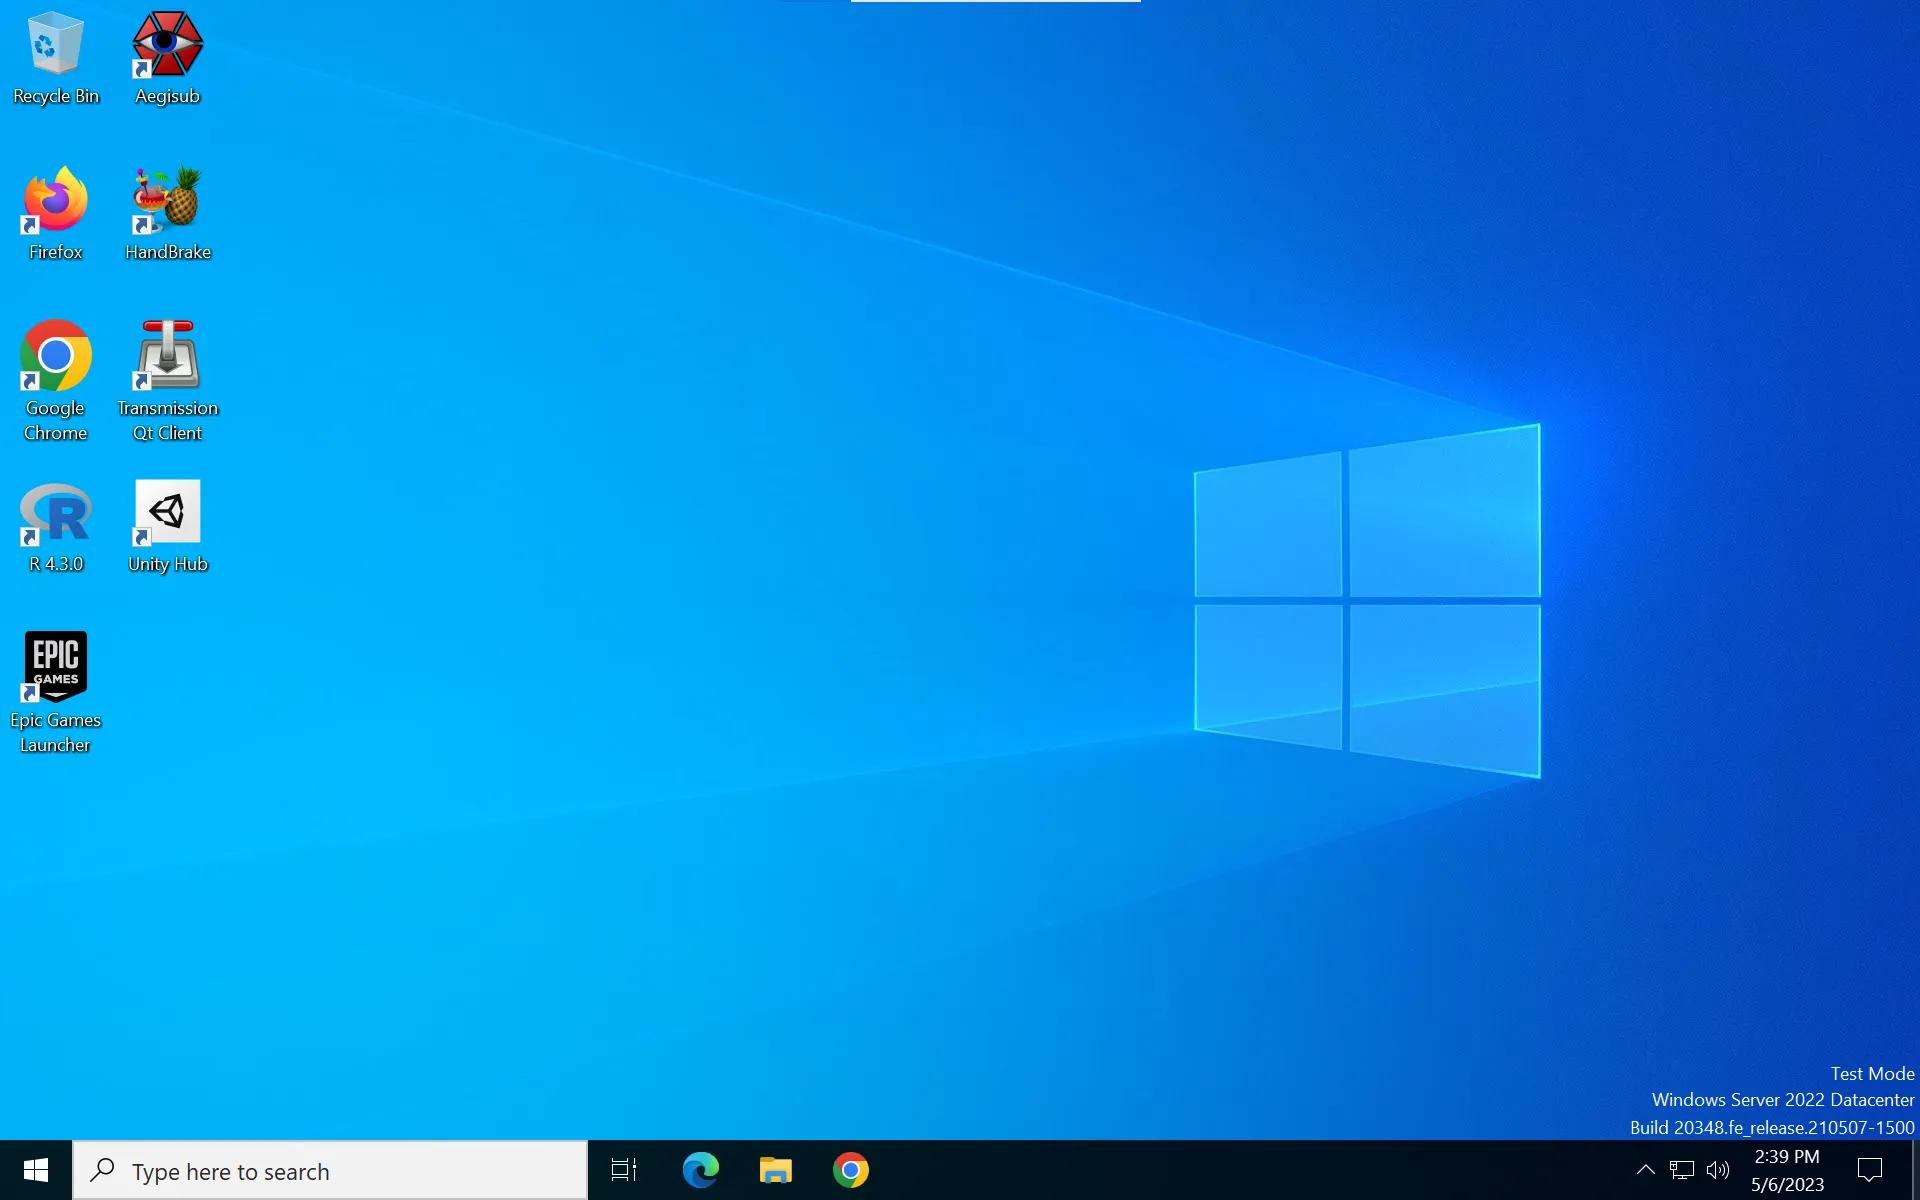 Recycle Bin
Aegisub
Firefox
HandBrake
Google
Chrome
Transmission
Qt Client
R
R 4.3.0
Unity Hub
EPIC
GAMES
Epic Games
Launcher
Test Mode
Windows Server 2022 Datacenter
Build 20348.fe_release.210507-1500
Type here to search
2:39 PM
5/6/2023